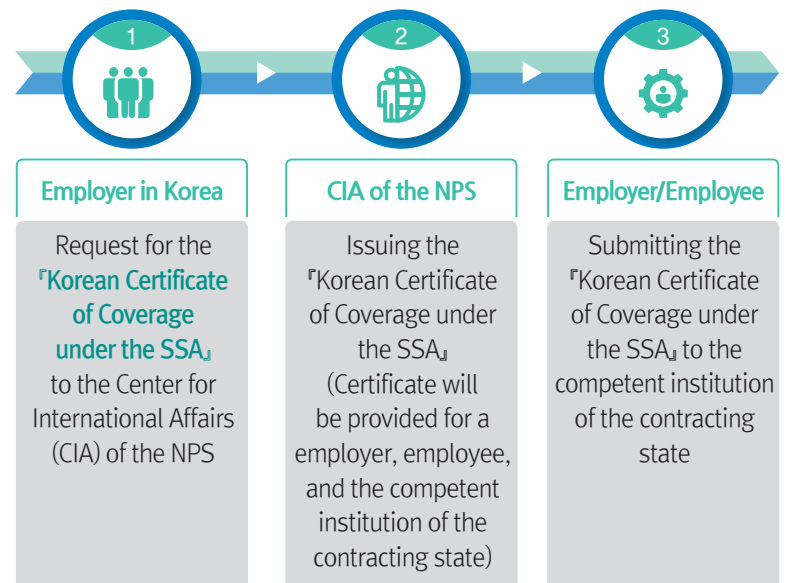 1
2
3
Employer in Korea
Request for the
『Korean Certificate
of Coverage
under the SSA』
to the Center for
International Affairs
(CIA) of the NPS
CIA of the NPS
Issuing the
『Korean Certificate
of Coverage under
the SSA』
(Certificate will
be provided for a
employer, employee,
and the competent
institution of the
contracting state)
Employer/Employee
Submitting the
『Korean Certificate
of Coverage under
the SSA』 to the
competent institution
of the contracting
state